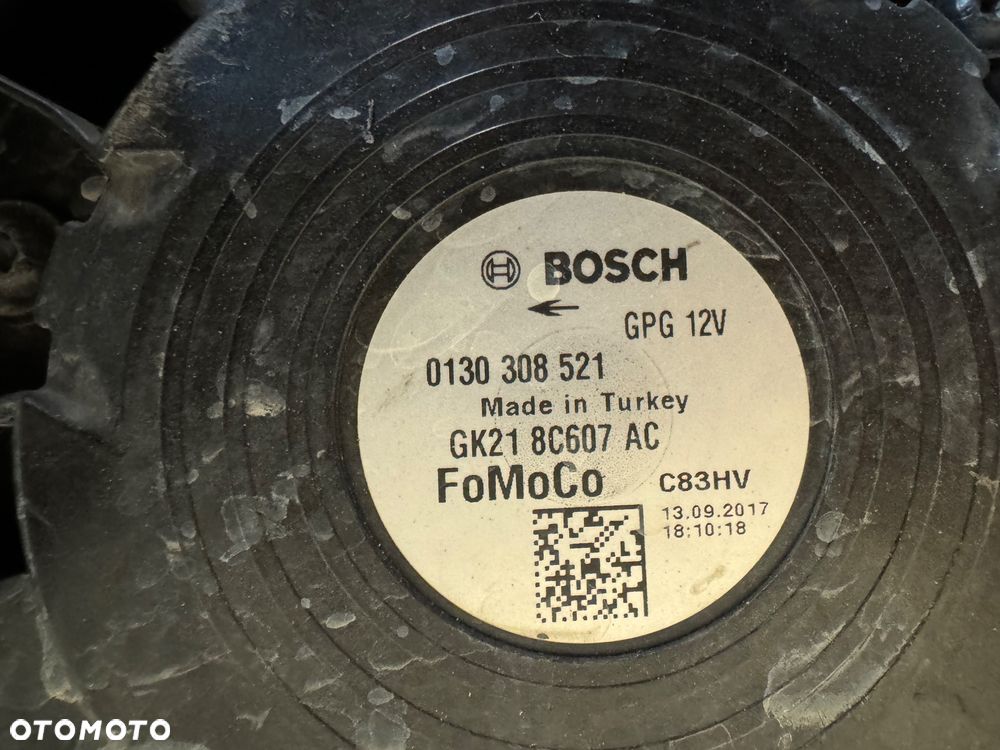 BOSCH
GPG 12V
0130 308 521
Made in Turkey
GK21 8C607 AC
FoMoCo C83HV
13.09.2017
18:10:18
OTOMOTO